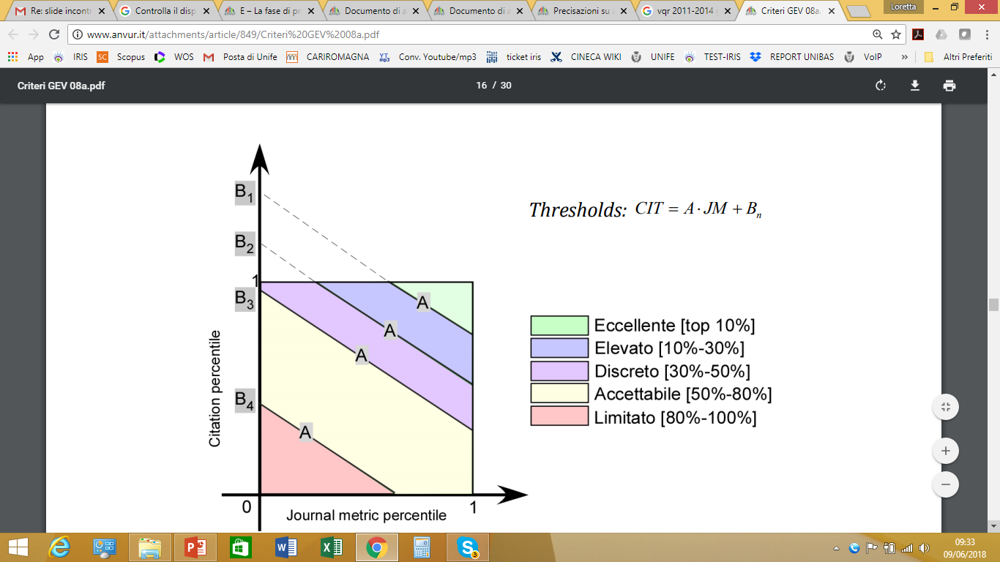 Re: slide incont
Controlla il disp
E – La fase di pr
Documento di a
Documento di a
Precisazioni su a
vqr 2011-2014
Criteri GEV 08a.
Loretta
www.anvur.it/attachments/article/849/Criteri%20GEV%2008a.pdf
App
IRIS
SC Scopus
WOS
Posta di Unife
CARIROMAGNA
YT mp3 Conv. Youtube/mp3
ticket iris
CINECA WIKI
UNIFE
TEST-IRIS
REPORT UNIBAS
VoIP
»
Altri Preferiti
Criteri GEV 08a.pdf
16 / 30
B1
Thresholds: CIT = A · JM + Bn
B2
1
B3
A
A
A
Eccellente [top 10%]
Elevato [10%-30%]
Discreto [30%-50%]
Accettabile [50%-80%]
Limitato [80%-100%]
Citation percentile
B4
A
0
Journal metric percentile
1
09:33
09/06/2018